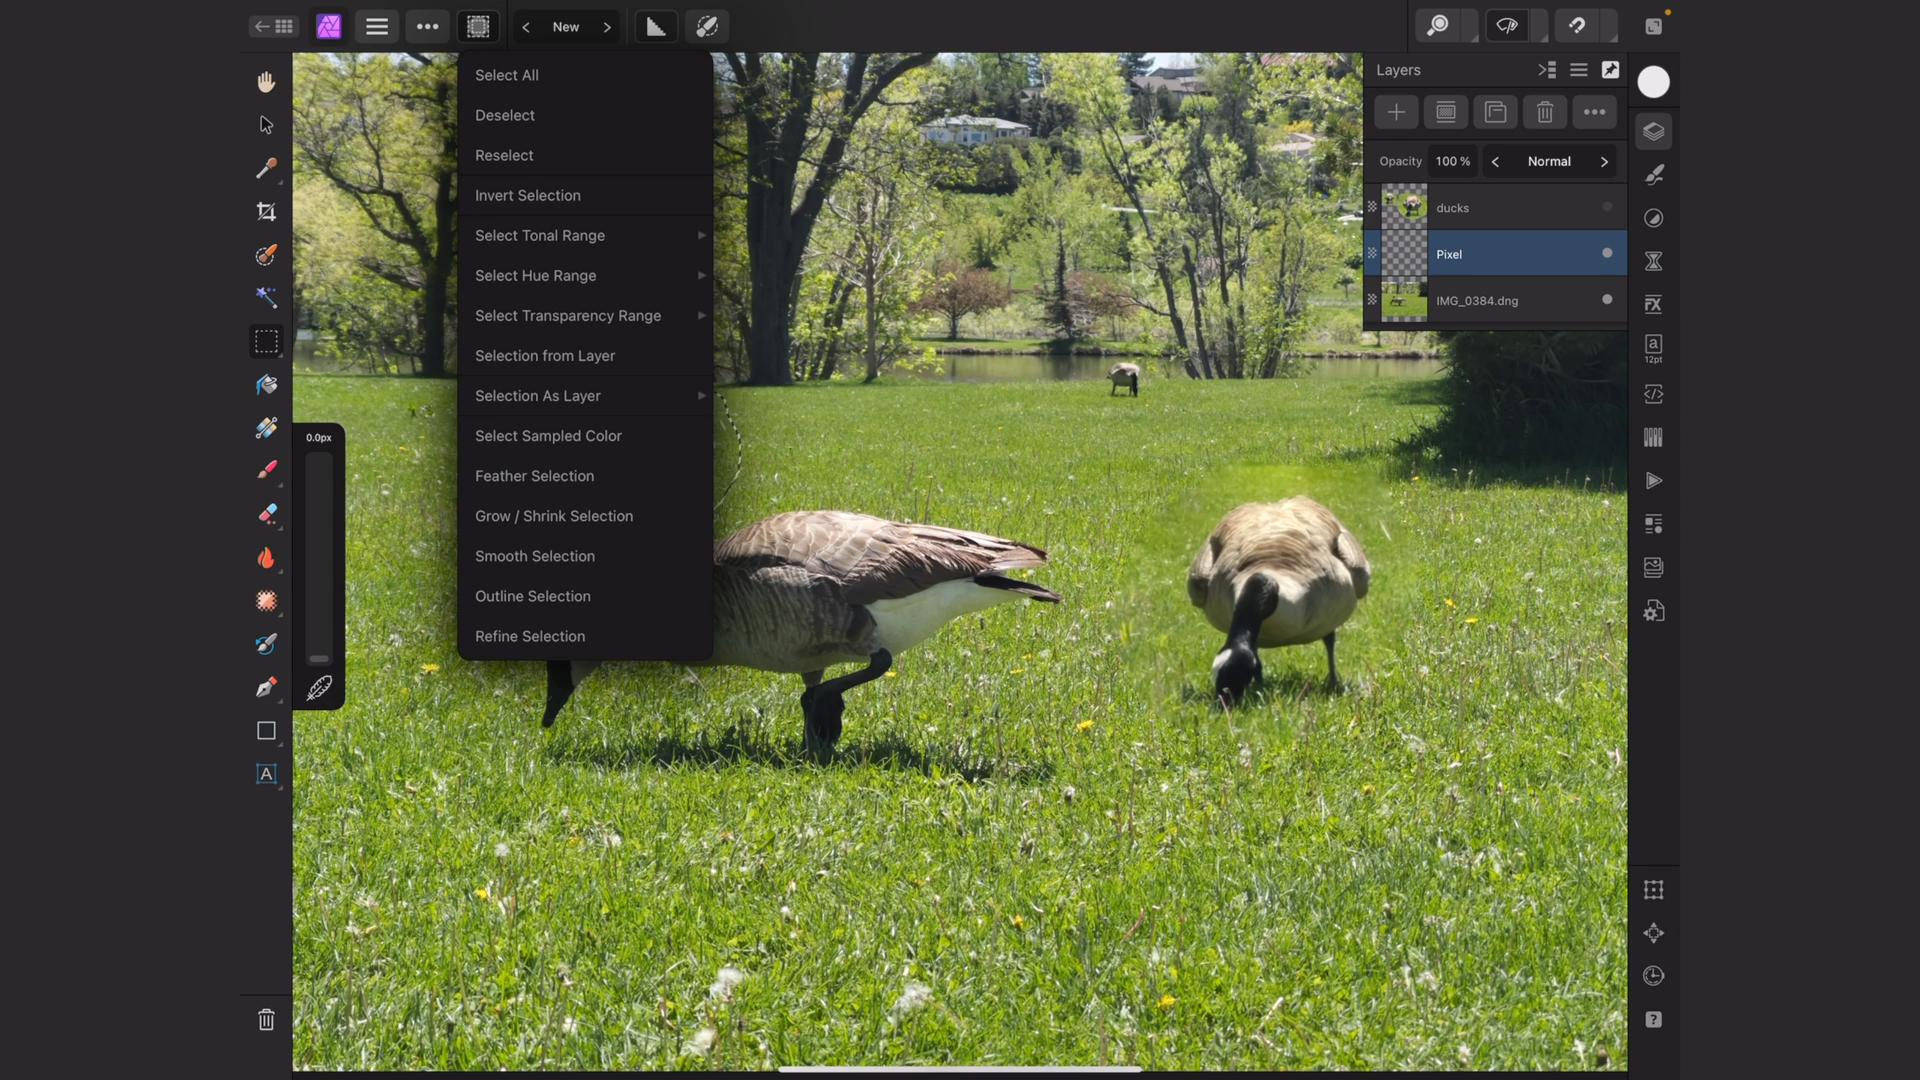 New
Select All
Deselect
Reselect
Invert Selection
Select Tonal Range
Select Hue Range
Select Transparency Range
Selection from Layer
Selection As Layer
Select Sampled Color
Feather Selection
Grow / Shrink Selection
Smooth Selection
Outline Selection
Refine Selection
0.0px
A
Layers
Opacity 100 % Normal
ducks
Pixel
IMG_0384.dng
FX
a
12pt
?